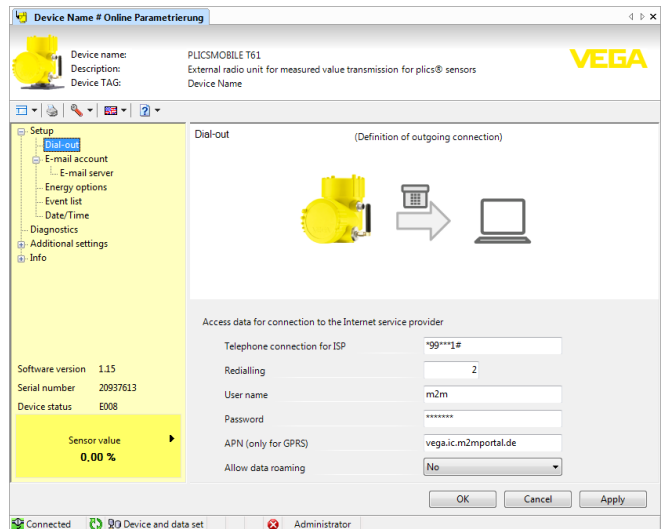 Device Name # Online Parametrierung
Device name: PLICSMOBILE T61
Description: External radio unit for measured value transmission for plics® sensors
Device TAG: Device Name
VEGA
Setup
Dial-out
E-mail account
E-mail server
Energy options
Event list
Date/Time
Diagnostics
Additional settings
Info
Software version 1.15
Serial number 20937613
Device status E008
Sensor value
0,00 %
Dial-out (Definition of outgoing connection)
Access data for connection to the Internet service provider
Telephone connection for ISP *99***1#
Redialling 2
User name m2m
Password *******
APN (only for GPRS) vega.ic.m2mportal.de
Allow data roaming No
OK Cancel Apply
Connected Device and data set Administrator